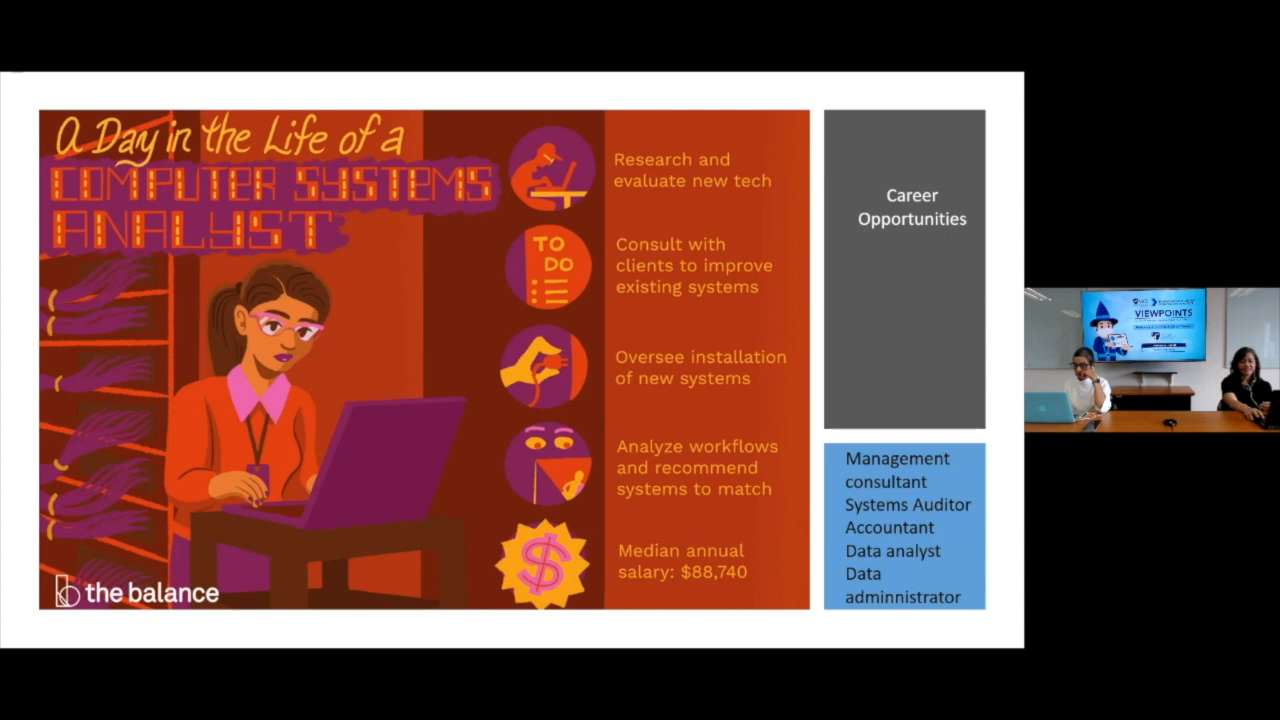 A Day in the Life of a
COMPUTER SYSTEMS
ANALYST
Research and
evaluate new tech
TO
DO
Consult with
clients to improve
existing systems
Oversee installation
of new systems
Analyze workflows
and recommend
systems to match
$
Median annual
salary: $88,740
the balance
Career
Opportunities
Management
consultant
Systems Auditor
Accountant
Data analyst
Data
adminnistrator
VIEWPOINTS